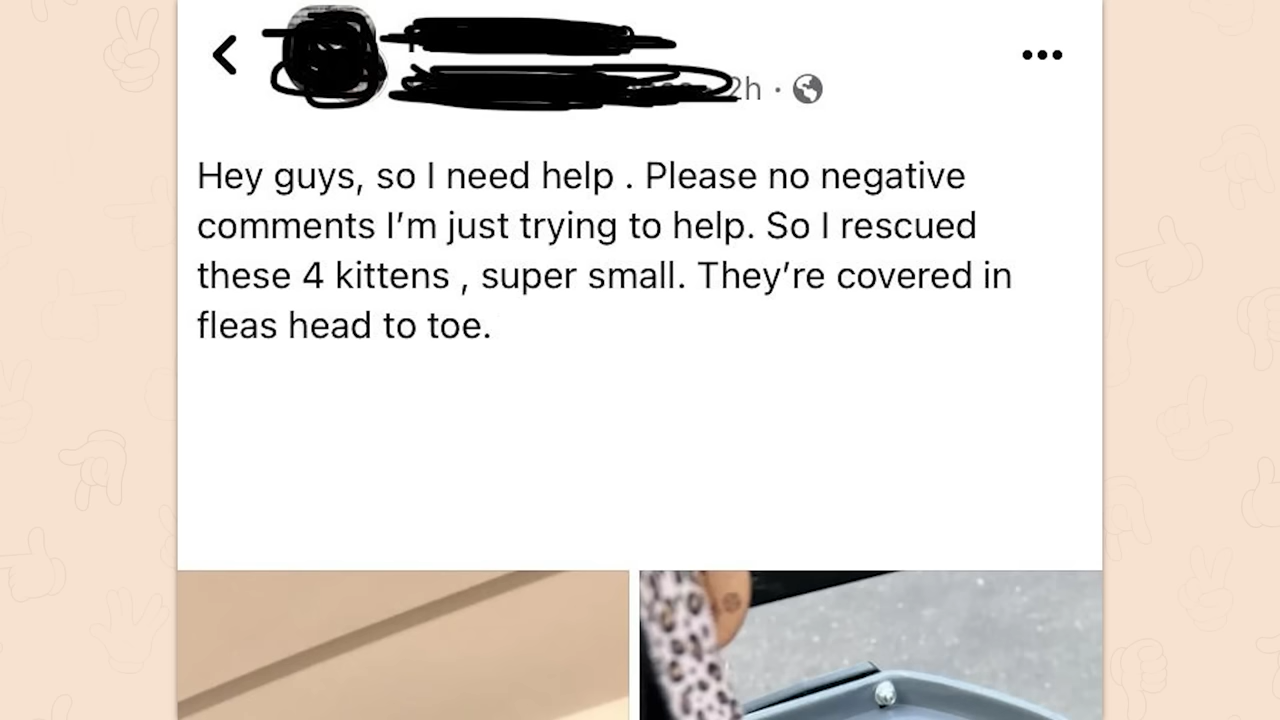 2h ·
Hey guys, so I need help . Please no negative
comments I’m just trying to help. So I rescued
these 4 kittens , super small. They’re covered in
fleas head to toe.